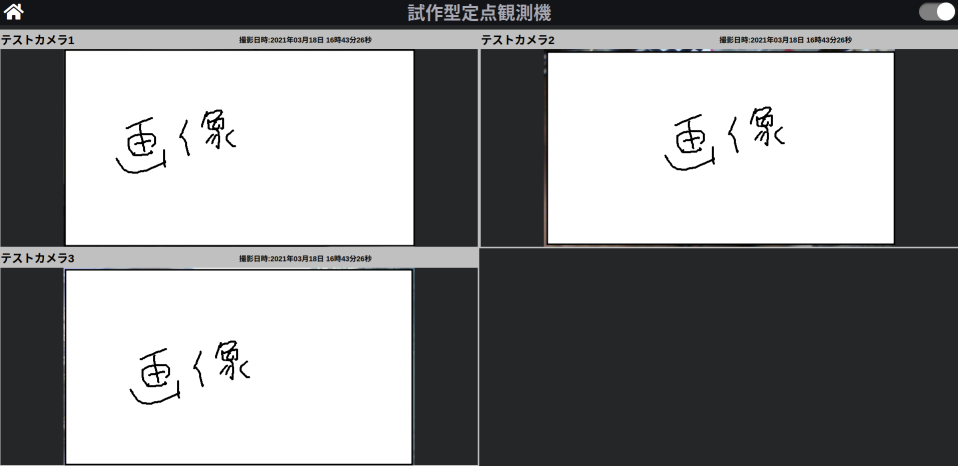 試作型定点観測機
テストカメラ1 撮影日時:2021年03月18日 16時43分26秒
テストカメラ2 撮影日時:2021年03月18日 16時43分26秒
画像
画像
テストカメラ3 撮影日時:2021年03月18日 16時43分26秒
画像